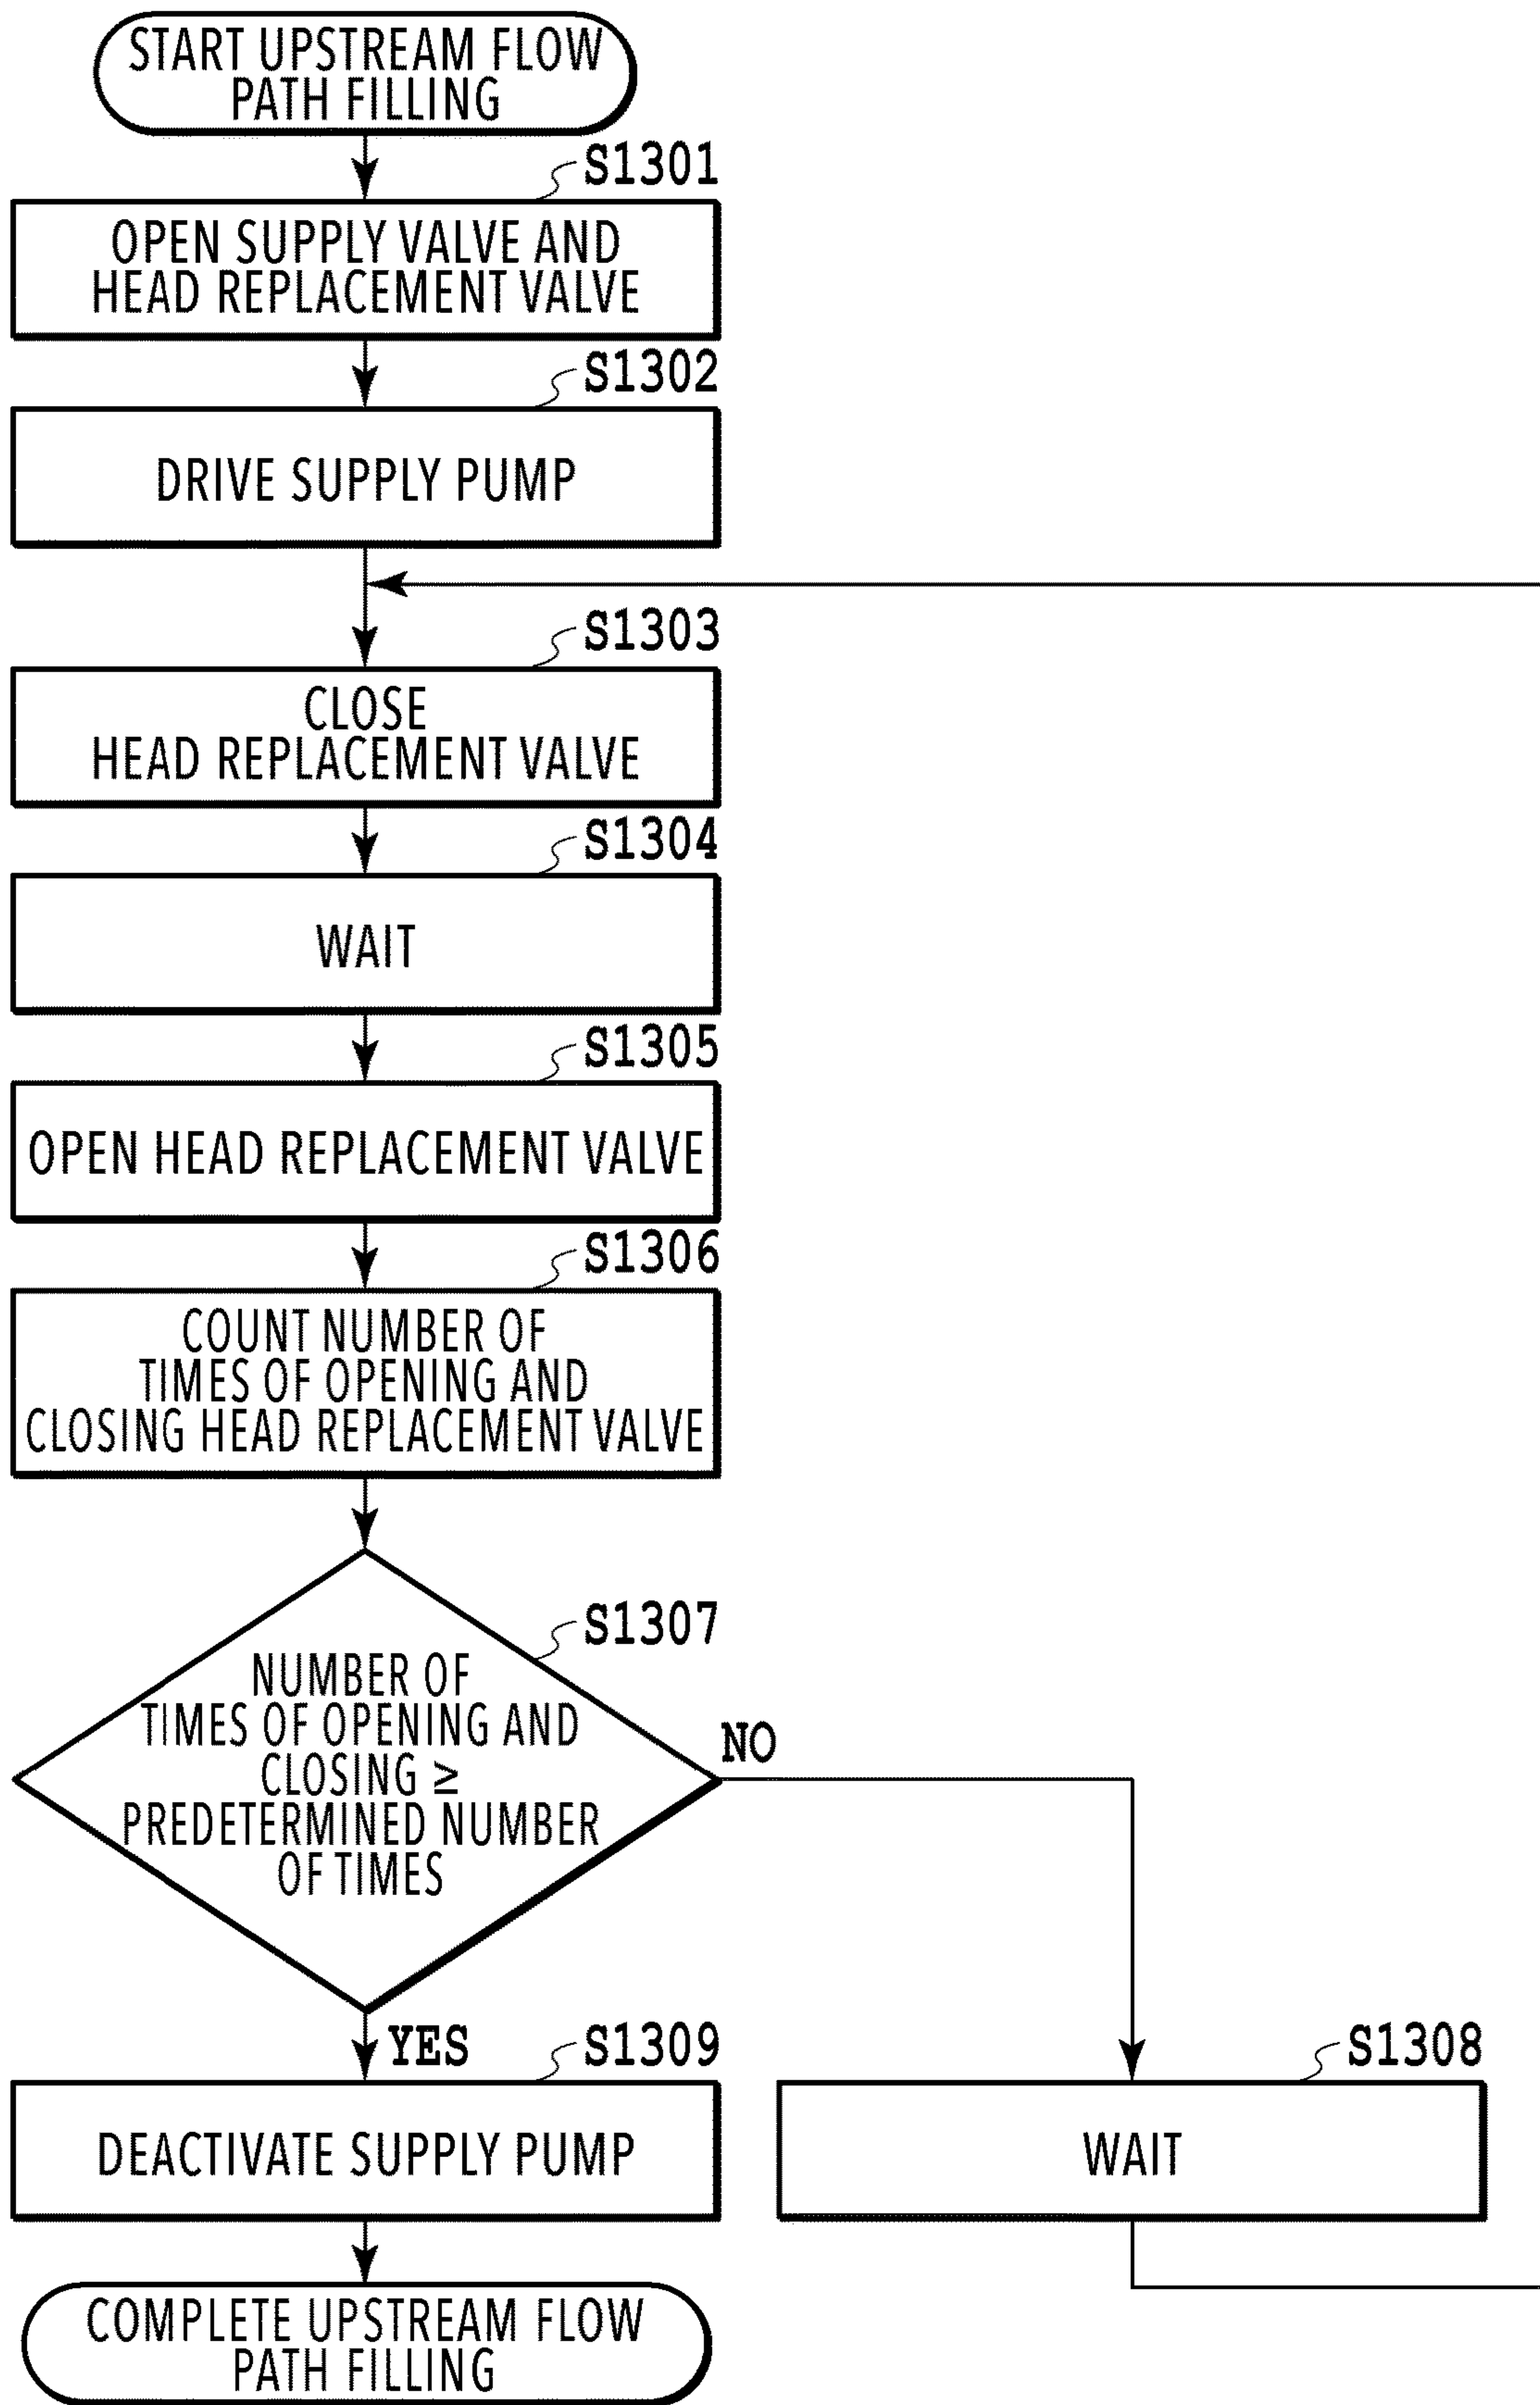 START UPSTREAM FLOW
PATH FILLING
S1301
OPEN SUPPLY VALVE AND
HEAD REPLACEMENT VALVE
S1302
DRIVE SUPPLY PUMP
S1303
CLOSE
HEAD REPLACEMENT VALVE
S1304
WAIT
S1305
OPEN HEAD REPLACEMENT VALVE
S1306
COUNT NUMBER OF
TIMES OF OPENING AND
CLOSING HEAD REPLACEMENT VALVE
S1307
NUMBER OF
TIMES OF OPENING AND
CLOSING ≥
PREDETERMINED NUMBER
OF TIMES
NO
YES
S1309
DEACTIVATE SUPPLY PUMP
S1308
WAIT
COMPLETE UPSTREAM FLOW
PATH FILLING